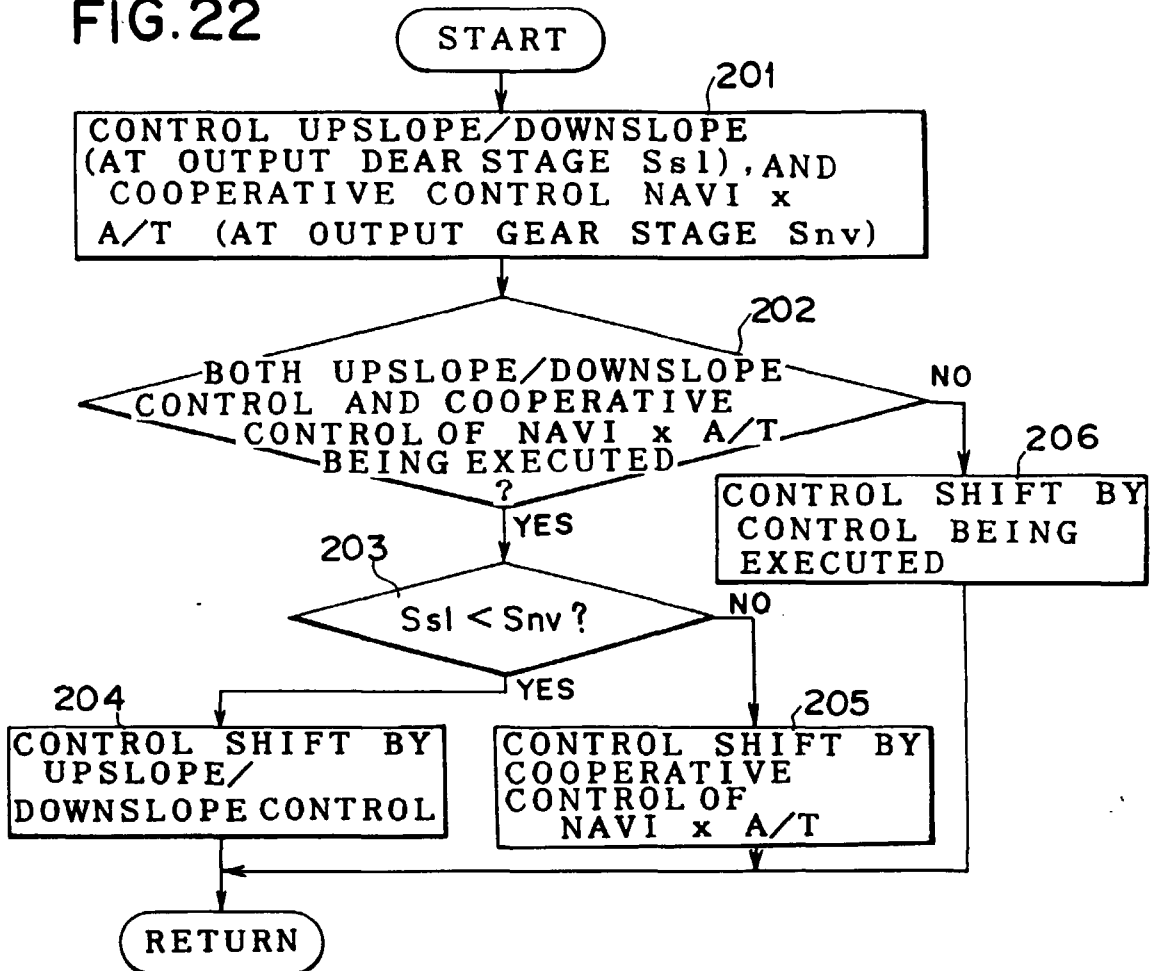 FIG.22
START
201
CONTROL UPSLOPE/DOWNSLOPE
(AT OUTPUT DEAR STAGE Ssl), AND
COOPERATIVE CONTROL NAVI x
A/T (AT OUTPUT GEAR STAGE Snv)
202
BOTH UPSLOPE/DOWNSLOPE
CONTROL AND COOPERATIVE
CONTROL OF NAVI x A/T
BEING EXECUTED
?
NO
YES
206
CONTROL SHIFT BY
CONTROL BEING
EXECUTED
203
Ssl < Snv?
NO
YES
204
CONTROL SHIFT BY
UPSLOPE/
DOWNSLOPE CONTROL
205
CONTROL SHIFT BY
COOPERATIVE
CONTROL OF
NAVI x A/T
RETURN